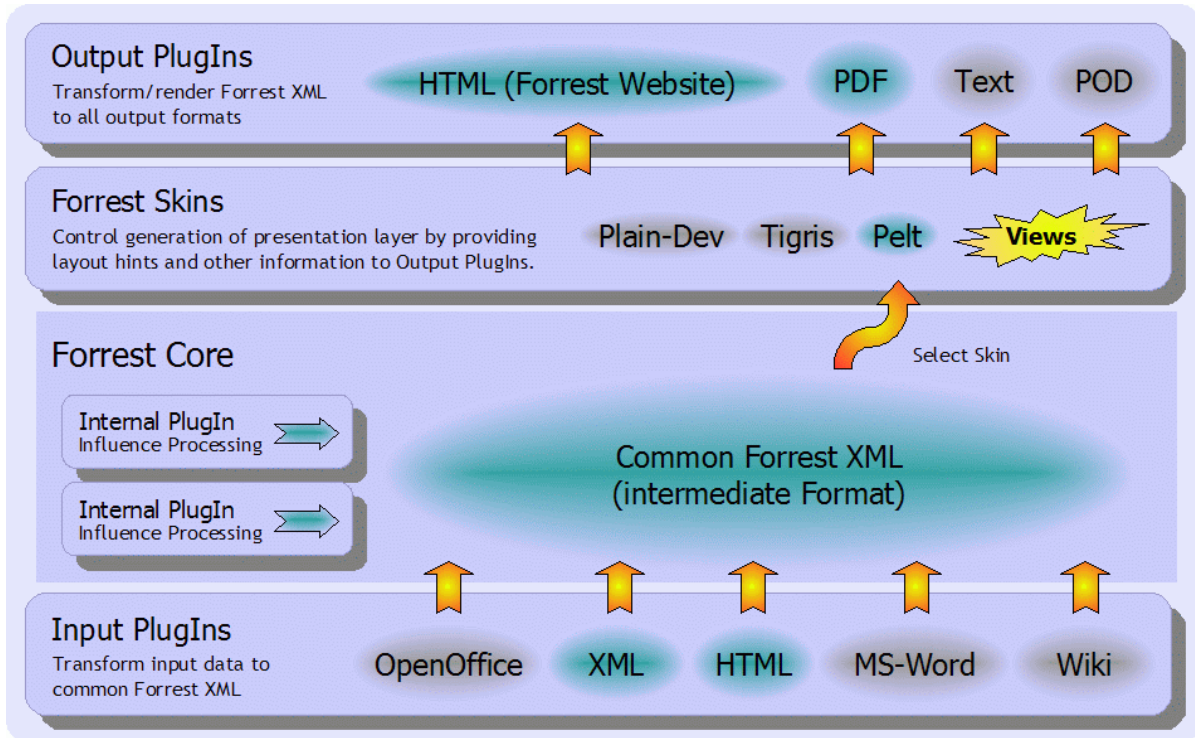 Output PlugIns
Transform/render Forrest XML
to all output formats
HTML (Forrest Website)
PDF
Text
POD
Forrest Skins
Control generation of presentation layer by providing
layout hints and other information to Output PlugIns.
Plain-Dev
Tigris
Pelt
Views
Forrest Core
Select Skin
Internal PlugIn
Influence Processing
Internal PlugIn
Influence Processing
Common Forrest XML
(intermediate Format)
Input PlugIns
Transform input data to
common Forrest XML
OpenOffice
XML
HTML
MS-Word
Wiki